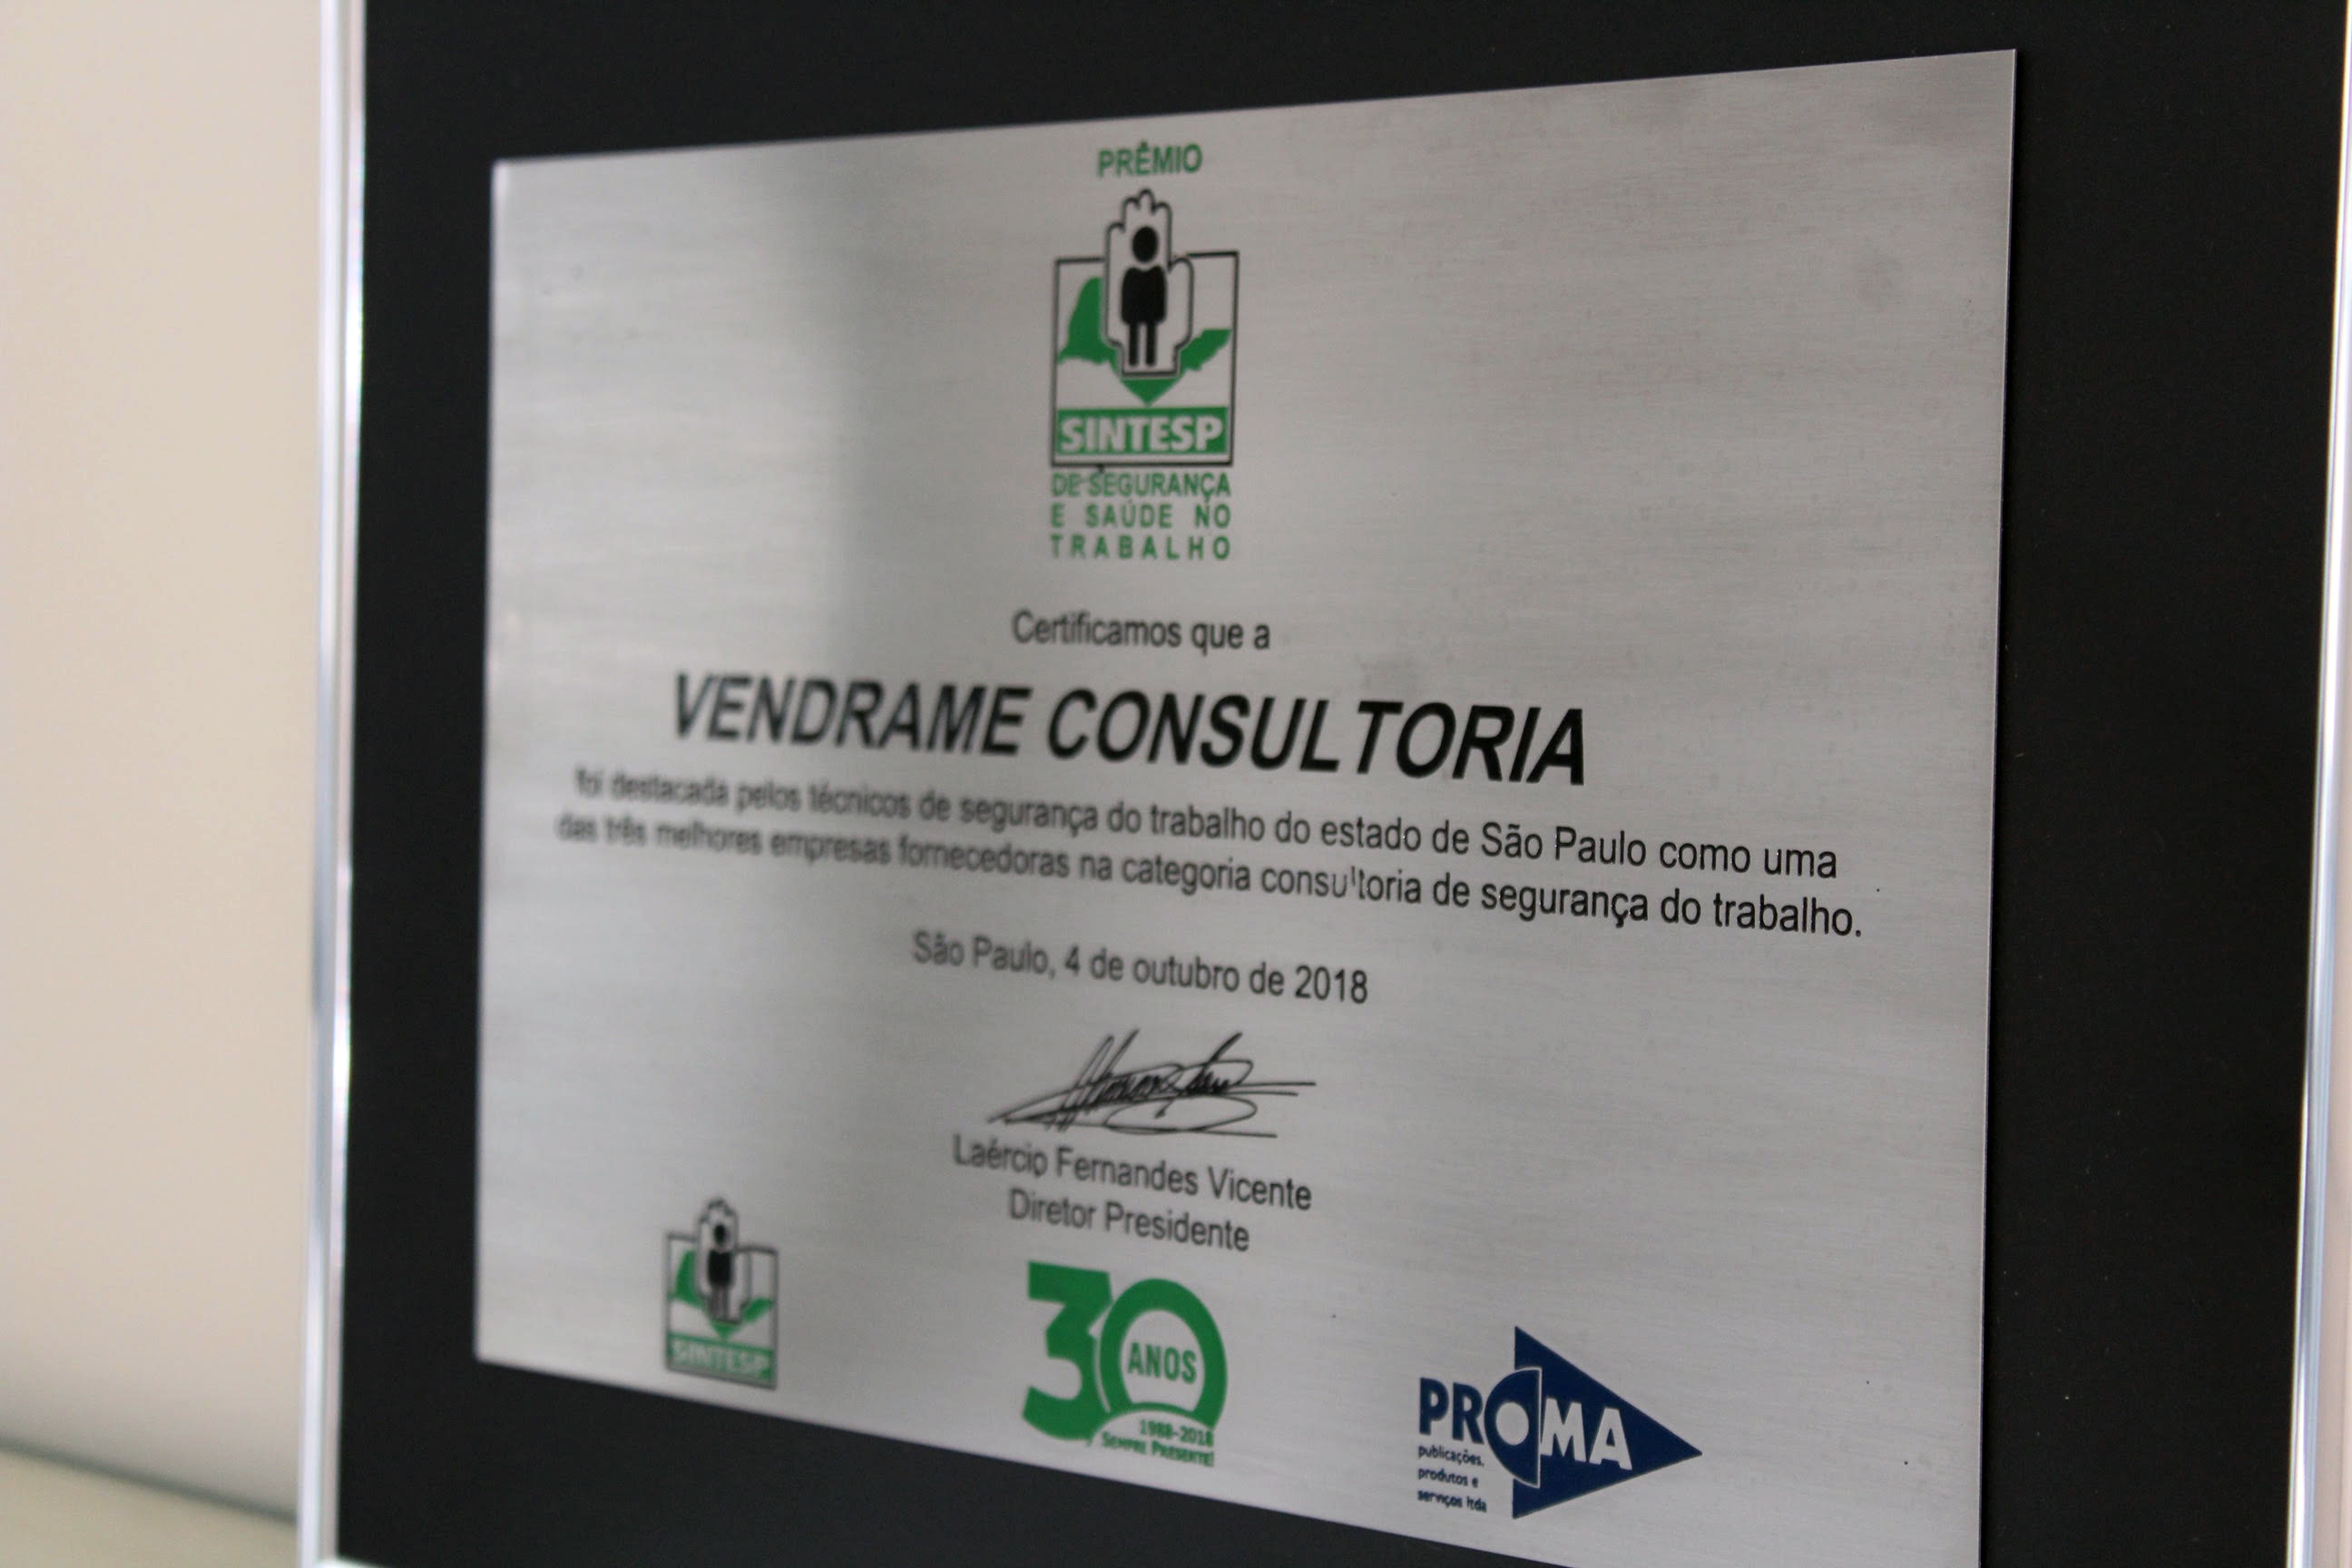 PRÊMIO
SINTESP
DE SEGURANÇA
E SAÚDE NO
TRABALHO
Certificamos que a
VENDRAME CONSULTORIA
foi destacada pelos técnicos de segurança do trabalho do estado de São Paulo como uma
das três melhores empresas fornecedoras na categoria consultoria de segurança do trabalho.
São Paulo, 4 de outubro de 2018
Laércio Fernandes Vicente
Diretor Presidente
SINTESP
30
ANOS
1988-2018
SEMPRE PRESENTE!
PROMA
publicações,
produtos e
serviços ltda